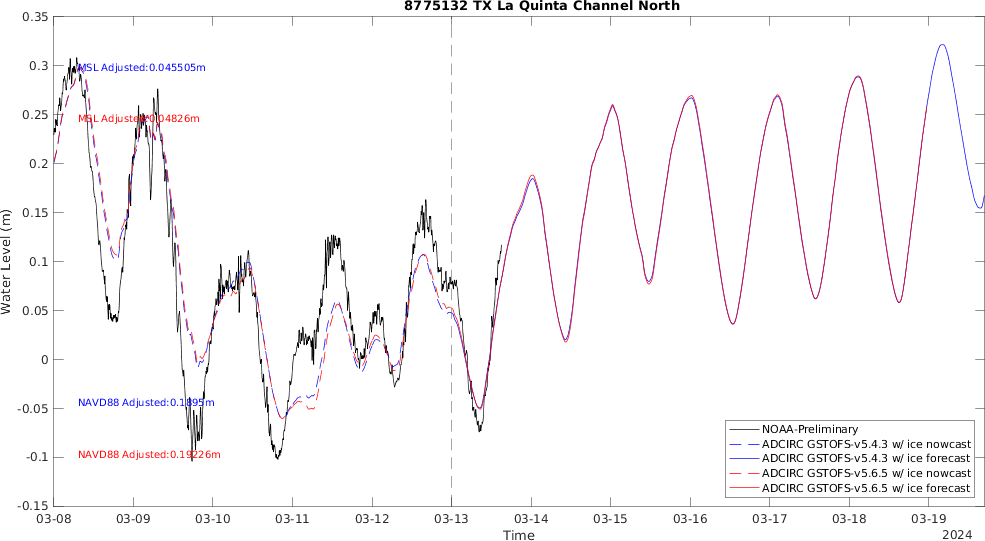 8775132 TX La Quinta Channel North
0.35
0.3
0.25
0.2
0.15
0.1
0.05
0
-0.05
-0.1
-0.15
Water Level (m)
MSL Adjusted:0.045505m
MSL Adjusted:0.04826m
NAVD88 Adjusted:0.1895m
NAVD88 Adjusted:0.19226m
NOAA-Preliminary
ADCIRC GSTOFS-v5.4.3 w/ ice nowcast
ADCIRC GSTOFS-v5.4.3 w/ ice forecast
ADCIRC GSTOFS-v5.6.5 w/ ice nowcast
ADCIRC GSTOFS-v5.6.5 w/ ice forecast
03-08 03-09 03-10 03-11 03-12 03-13 03-14 03-15 03-16 03-17 03-18 03-19
Time
2024